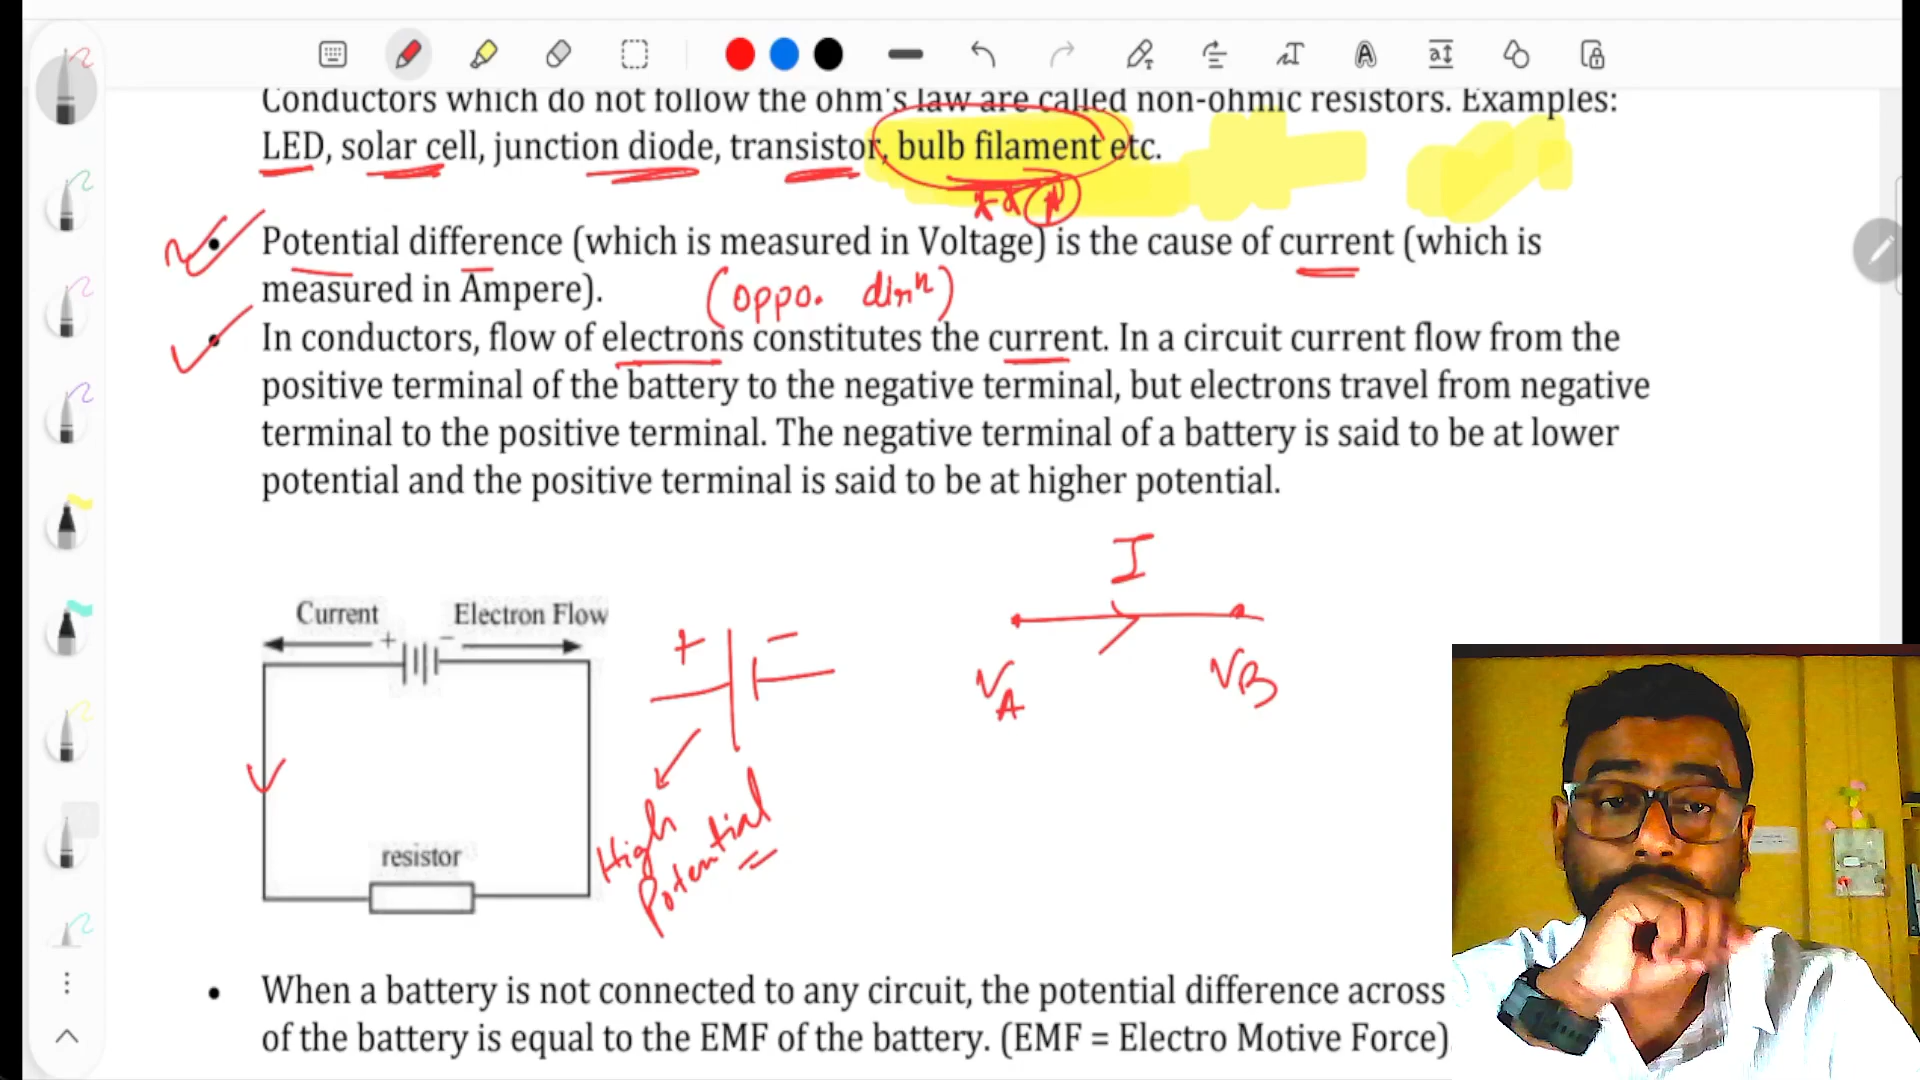 Conductors which do not follow the ohm's law are called non-ohmic resistors. Examples:
LED, solar cell, junction diode, transistor, bulb filament etc.
Potential difference (which is measured in Voltage) is the cause of current (which is
measured in Ampere).
(oppo. dirⁿ)
In conductors, flow of electrons constitutes the current. In a circuit current flow from the
positive terminal of the battery to the negative terminal, but electrons travel from negative
terminal to the positive terminal. The negative terminal of a battery is said to be at lower
potential and the positive terminal is said to be at higher potential.
I
Current + − Electron Flow
+ −
VA VB
High
Potential
resistor
When a battery is not connected to any circuit, the potential difference across
of the battery is equal to the EMF of the battery. (EMF = Electro Motive Force)